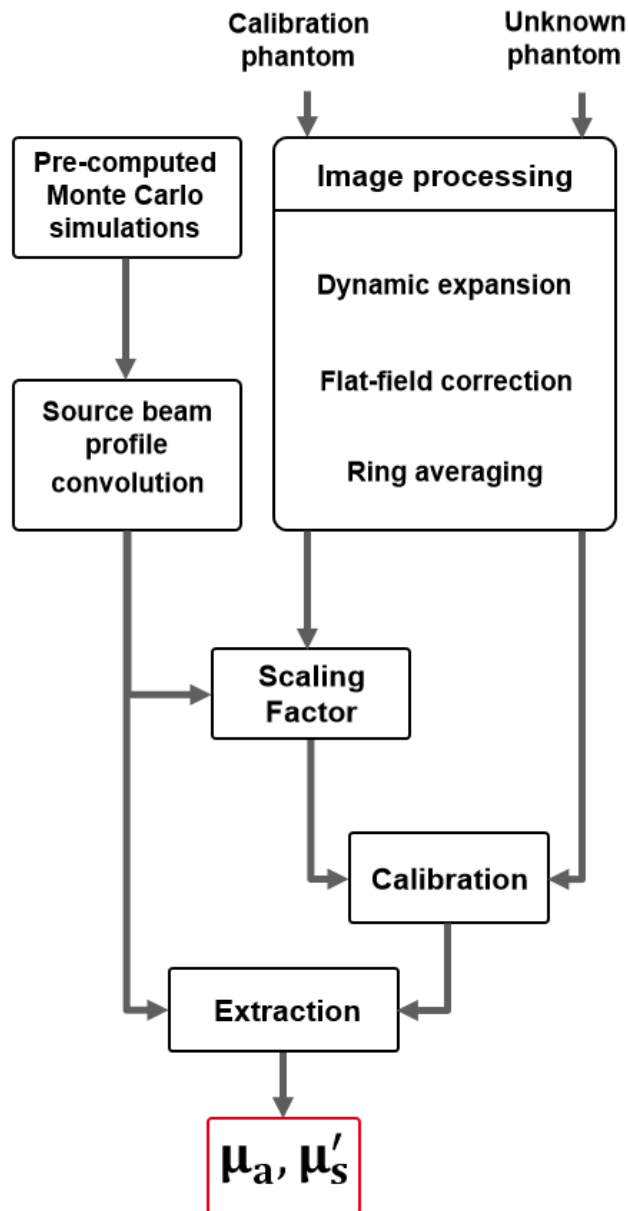 Calibration
phantom
Unknown
phantom
Pre-computed
Monte Carlo
simulations
Image processing
Dynamic expansion
Flat-field correction
Ring averaging
Source beam
profile
convolution
Scaling
Factor
Calibration
Extraction
μa, μ′s